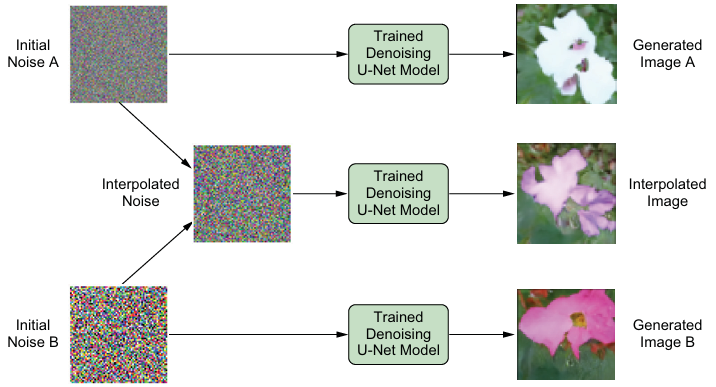 Initial
Noise A
Trained
Denoising
U-Net Model
Generated
Image A
Interpolated
Noise
Trained
Denoising
U-Net Model
Interpolated
Image
Initial
Noise B
Trained
Denoising
U-Net Model
Generated
Image B